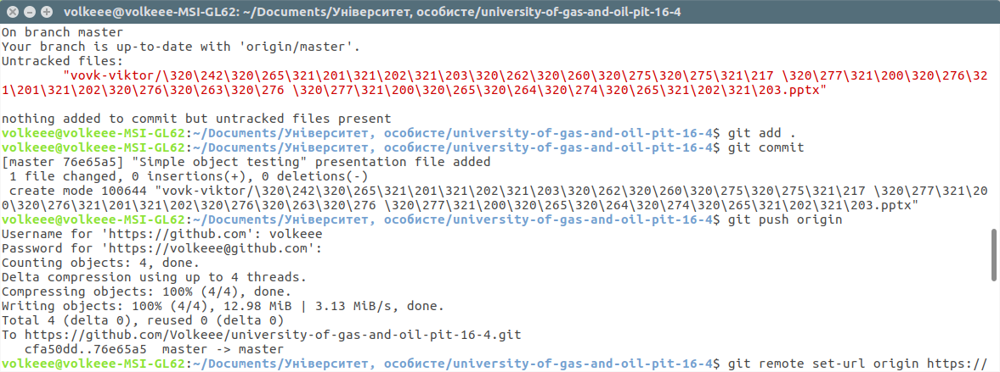 volkeee@volkeee-MSI-GL62: ~/Documents/Університет, особисте/university-of-gas-and-oil-pit-16-4
On branch master
Your branch is up-to-date with 'origin/master'.
Untracked files:
"vovk-viktor/\320\242\320\265\321\201\321\202\321\203\320\262\320\260\320\275\320\275\321\217 \320\277\321\200\320\276\32
1\201\321\202\320\276\320\263\320\276 \320\277\321\200\320\265\320\264\320\274\320\265\321\202\321\203.pptx"
nothing added to commit but untracked files present
volkeee@volkeee-MSI-GL62:~/Documents/Університет, особисте/university-of-gas-and-oil-pit-16-4$ git add .
volkeee@volkeee-MSI-GL62:~/Documents/Університет, особисте/university-of-gas-and-oil-pit-16-4$ git commit
[master 76e65a5] "Simple object testing" presentation file added
1 file changed, 0 insertions(+), 0 deletions(-)
create mode 100644 "vovk-viktor/\320\242\320\265\321\201\321\202\321\203\320\262\320\260\320\275\320\275\321\217 \320\277\321\20
0\320\276\321\201\321\202\320\276\320\263\320\276 \320\277\321\200\320\265\320\264\320\274\320\265\321\202\321\203.pptx"
volkeee@volkeee-MSI-GL62:~/Documents/Університет, особисте/university-of-gas-and-oil-pit-16-4$ git push origin
Username for 'https://github.com': volkeee
Password for 'https://volkeee@github.com':
Counting objects: 4, done.
Delta compression using up to 4 threads.
Compressing objects: 100% (4/4), done.
Writing objects: 100% (4/4), 12.98 MiB | 3.13 MiB/s, done.
Total 4 (delta 0), reused 0 (delta 0)
To https://github.com/Volkeee/university-of-gas-and-oil-pit-16-4.git
cfa50dd..76e65a5  master -> master
volkeee@volkeee-MSI-GL62:~/Documents/Університет, особисте/university-of-gas-and-oil-pit-16-4$ git remote set-url origin https://